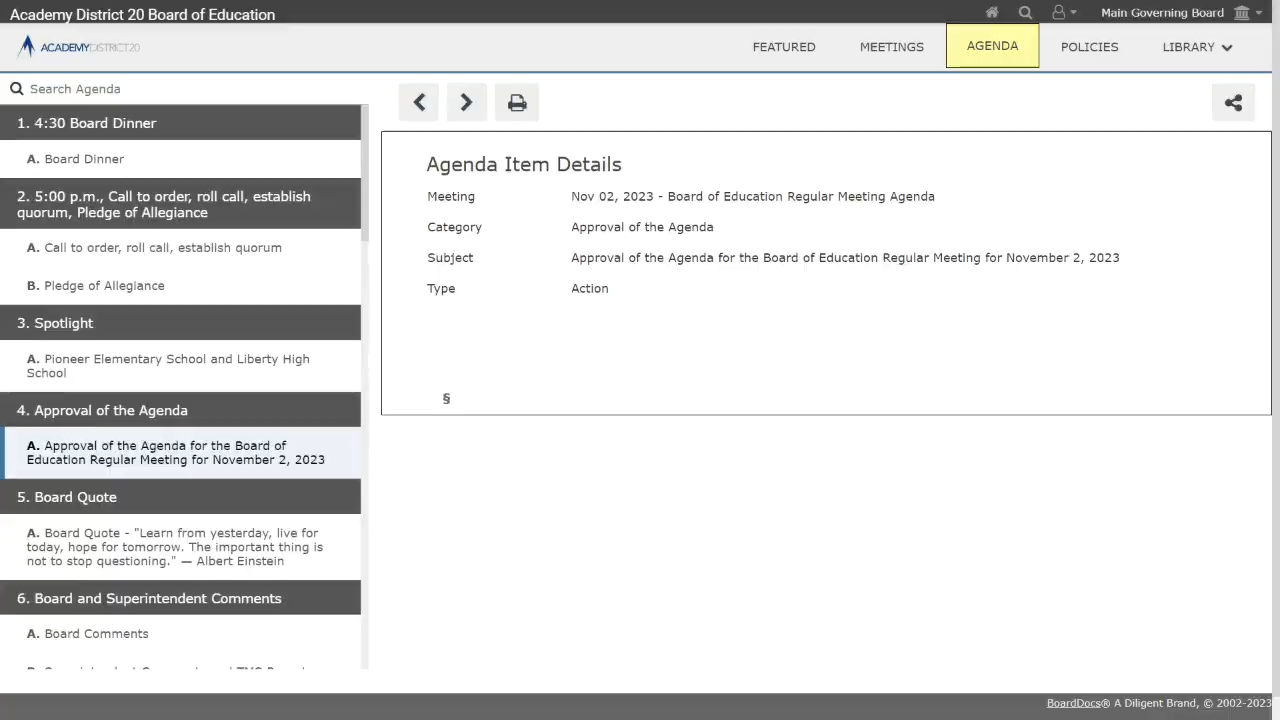 Academy District 20 Board of Education
Main Governing Board
ACADEMYDISTRICT20
FEATURED
MEETINGS
AGENDA
POLICIES
LIBRARY
Search Agenda
1. 4:30 Board Dinner
A. Board Dinner
2. 5:00 p.m., Call to order, roll call, establish
quorum, Pledge of Allegiance
A. Call to order, roll call, establish quorum
B. Pledge of Allegiance
3. Spotlight
A. Pioneer Elementary School and Liberty High
School
4. Approval of the Agenda
A. Approval of the Agenda for the Board of
Education Regular Meeting for November 2, 2023
5. Board Quote
A. Board Quote - "Learn from yesterday, live for
today, hope for tomorrow. The important thing is
not to stop questioning." — Albert Einstein
6. Board and Superintendent Comments
A. Board Comments
Agenda Item Details
Meeting Nov 02, 2023 - Board of Education Regular Meeting Agenda
Category Approval of the Agenda
Subject Approval of the Agenda for the Board of Education Regular Meeting for November 2, 2023
Type Action
§
BoardDocs® A Diligent Brand, © 2002-2023